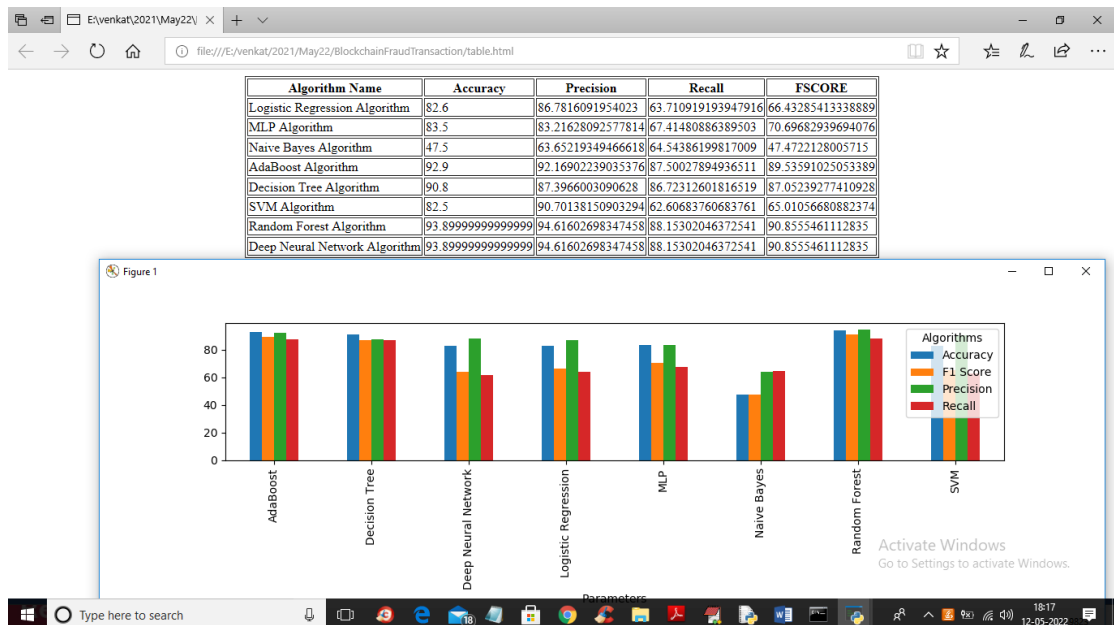 E:\venkat\2021\May22\
file:///E:/venkat/2021/May22/BlockchainFraudTransaction/table.html
Algorithm Name Accuracy Precision Recall FSCORE
Logistic Regression Algorithm 82.6 86.7816091954023 63.710919193947916 66.43285413338889
MLP Algorithm 83.5 83.21628092577814 67.41480886389503 70.69682939694076
Naive Bayes Algorithm 47.5 63.65219349466618 64.54386199817009 47.4722128005715
AdaBoost Algorithm 92.9 92.16902239035376 87.50027894936511 89.53591025053389
Decision Tree Algorithm 90.8 87.3966003090628 86.72312601816519 87.05239277410928
SVM Algorithm 82.5 90.70138150903294 62.60683760683761 65.01056680882374
Random Forest Algorithm 93.89999999999999 94.61602698347458 88.15302046372541 90.8555461112835
Deep Neural Network Algorithm 93.89999999999999 94.61602698347458 88.15302046372541 90.8555461112835
Figure 1
Algorithms
Accuracy
F1 Score
Precision
Recall
80
60
40
20
0
AdaBoost
Decision Tree
Deep Neural Network
Logistic Regression
MLP
Naive Bayes
Random Forest
SVM
Parameters
Activate Windows
Go to Settings to activate Windows.
Type here to search
18
18:17
12-05-2022